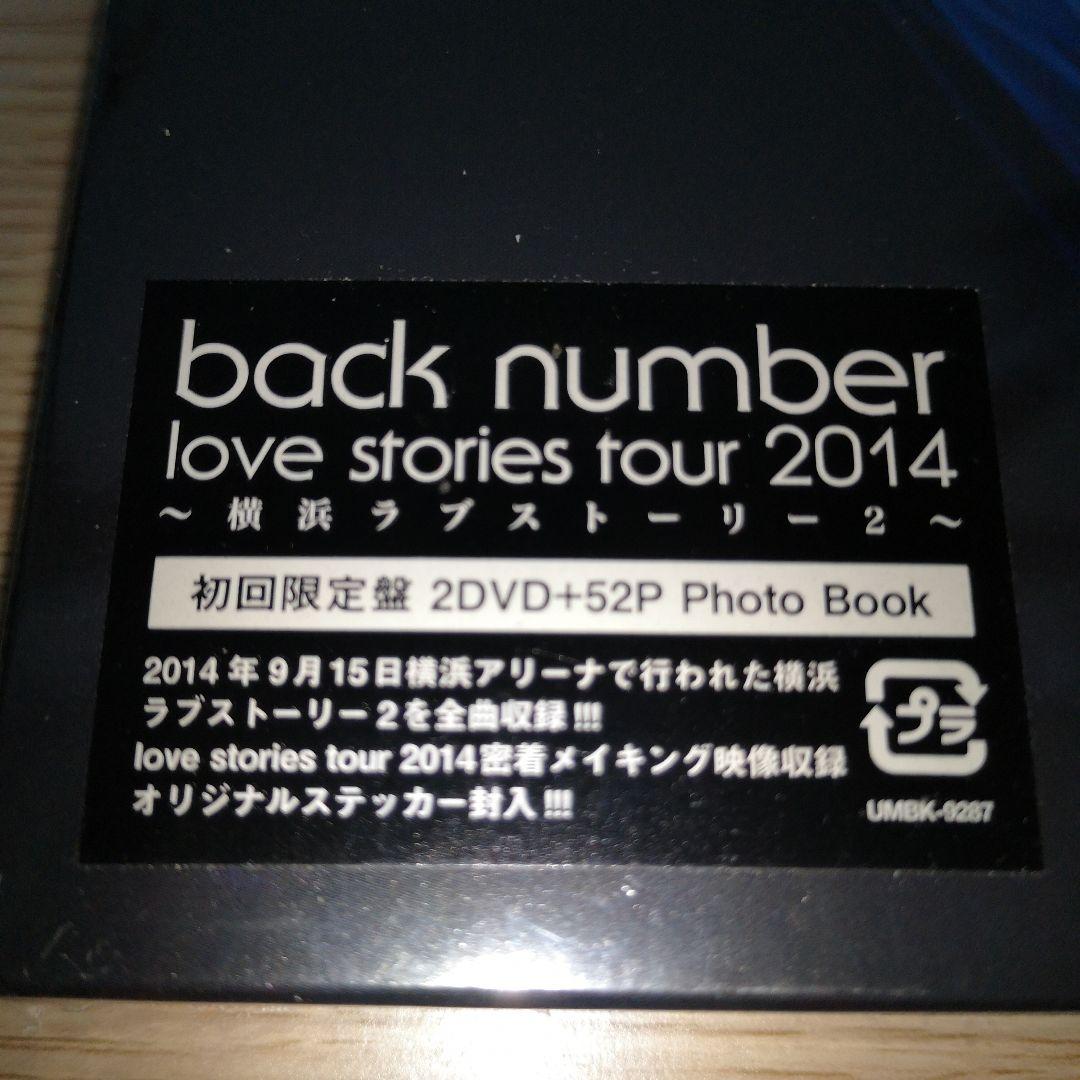 back number
love stories tour 2014
～横浜ラブストーリー2～
初回限定盤 2DVD+52P Photo Book
2014年9月15日横浜アリーナで行われた横浜
ラブストーリー2を全曲収録!!!
love stories tour 2014密着メイキング映像収録
オリジナルステッカー封入!!!
プラ
UMBK-9287